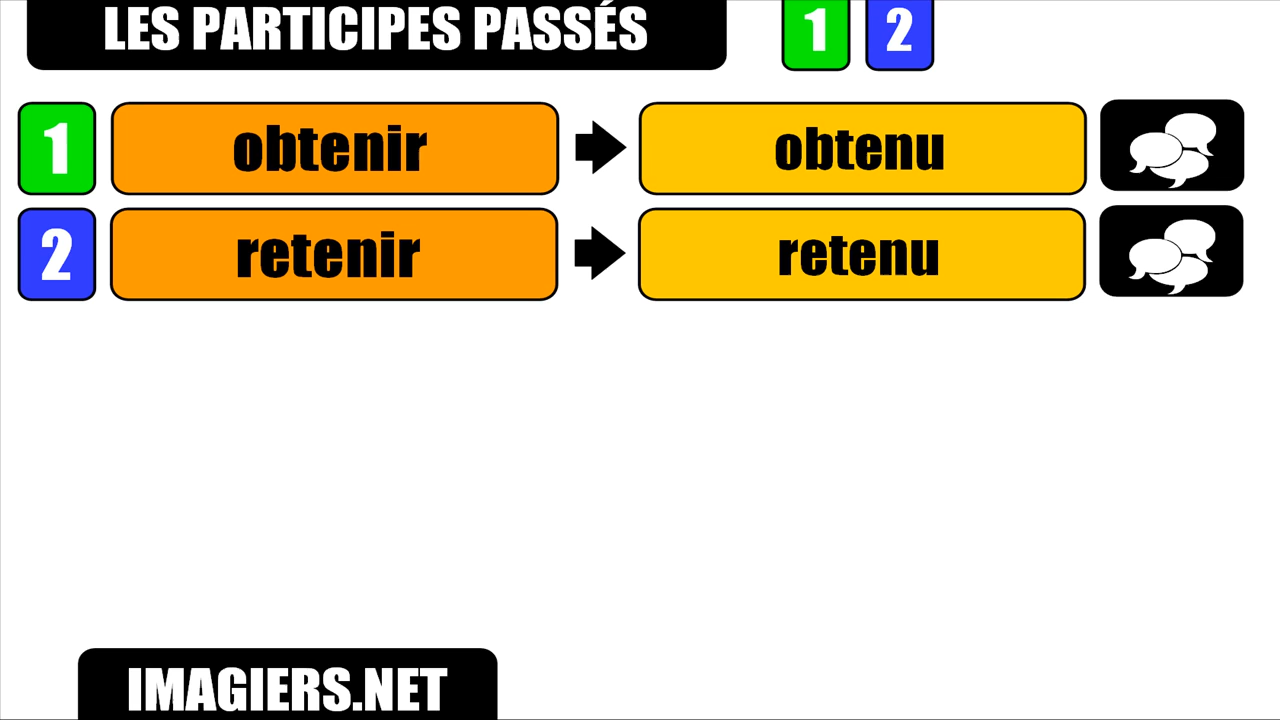 LES PARTICIPES PASSÉS 1 2
1 obtenir obtenu
2 retenir retenu
IMAGIERS.NET